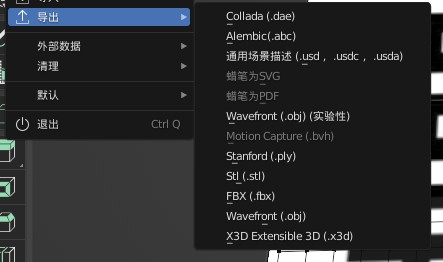 导出
外部数据
清理
默认
退出 Ctrl Q
Collada (.dae)
Alembic(.abc)
通用场景描述 (.usd， .usdc， .usda)
蜡笔为SVG
蜡笔为PDF
Wavefront (.obj) (实验性)
Motion Capture (.bvh)
Stanford (.ply)
Stl (.stl)
FBX (.fbx)
Wavefront (.obj)
X3D Extensible 3D (.x3d)